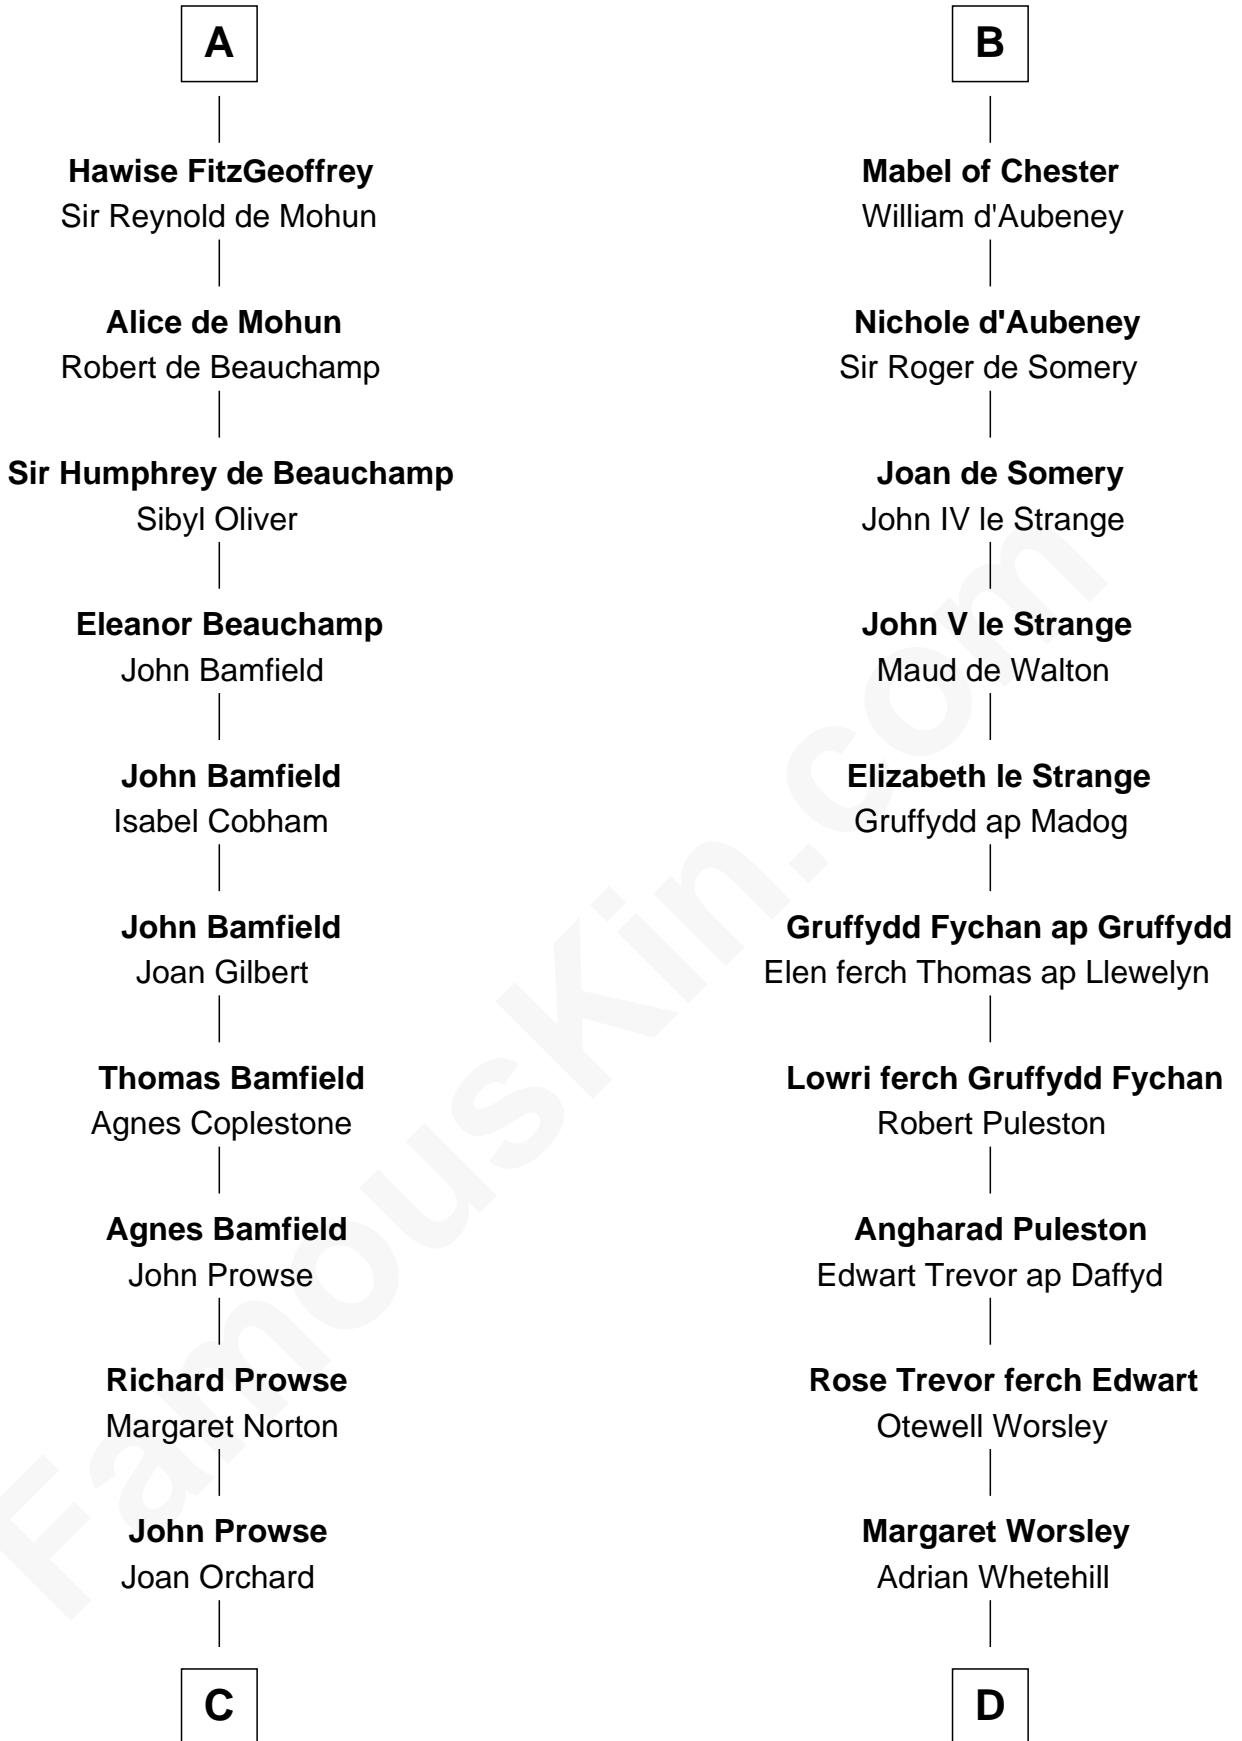 A
Hawise FitzGeoffrey
Sir Reynold de Mohun
Alice de Mohun
Robert de Beauchamp
Sir Humphrey de Beauchamp
Sibyl Oliver
Eleanor Beauchamp
John Bamfield
John Bamfield
Isabel Cobham
John Bamfield
Joan Gilbert
Thomas Bamfield
Agnes Coplestone
Agnes Bamfield
John Prowse
Richard Prowse
Margaret Norton
John Prowse
Joan Orchard
C
B
Mabel of Chester
William d'Aubeney
Nichole d'Aubeney
Sir Roger de Somery
Joan de Somery
John IV le Strange
John V le Strange
Maud de Walton
Elizabeth le Strange
Gruffydd ap Madog
Gruffydd Fychan ap Gruffydd
Elen ferch Thomas ap Llewelyn
Lowri ferch Gruffydd Fychan
Robert Puleston
Angharad Puleston
Edwart Trevor ap Daffyd
Rose Trevor ferch Edwart
Otewell Worsley
Margaret Worsley
Adrian Whetehill
D
FamousKin.com